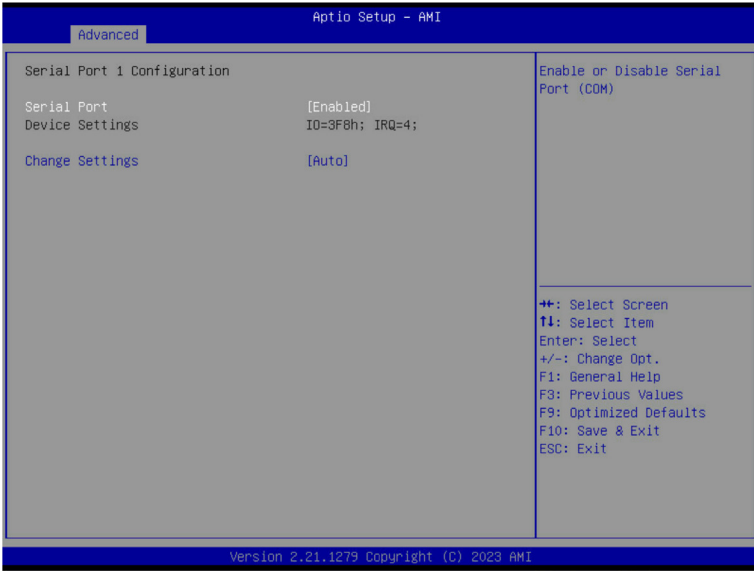 Aptio Setup – AMI
Advanced
Serial Port 1 Configuration
Serial Port [Enabled]
Device Settings IO=3F8h; IRQ=4;
Change Settings [Auto]
Enable or Disable Serial
Port (COM)
→←: Select Screen
↑↓: Select Item
Enter: Select
+/-: Change Opt.
F1: General Help
F3: Previous Values
F9: Optimized Defaults
F10: Save & Exit
ESC: Exit
Version 2.21.1279 Copyright (C) 2023 AMI